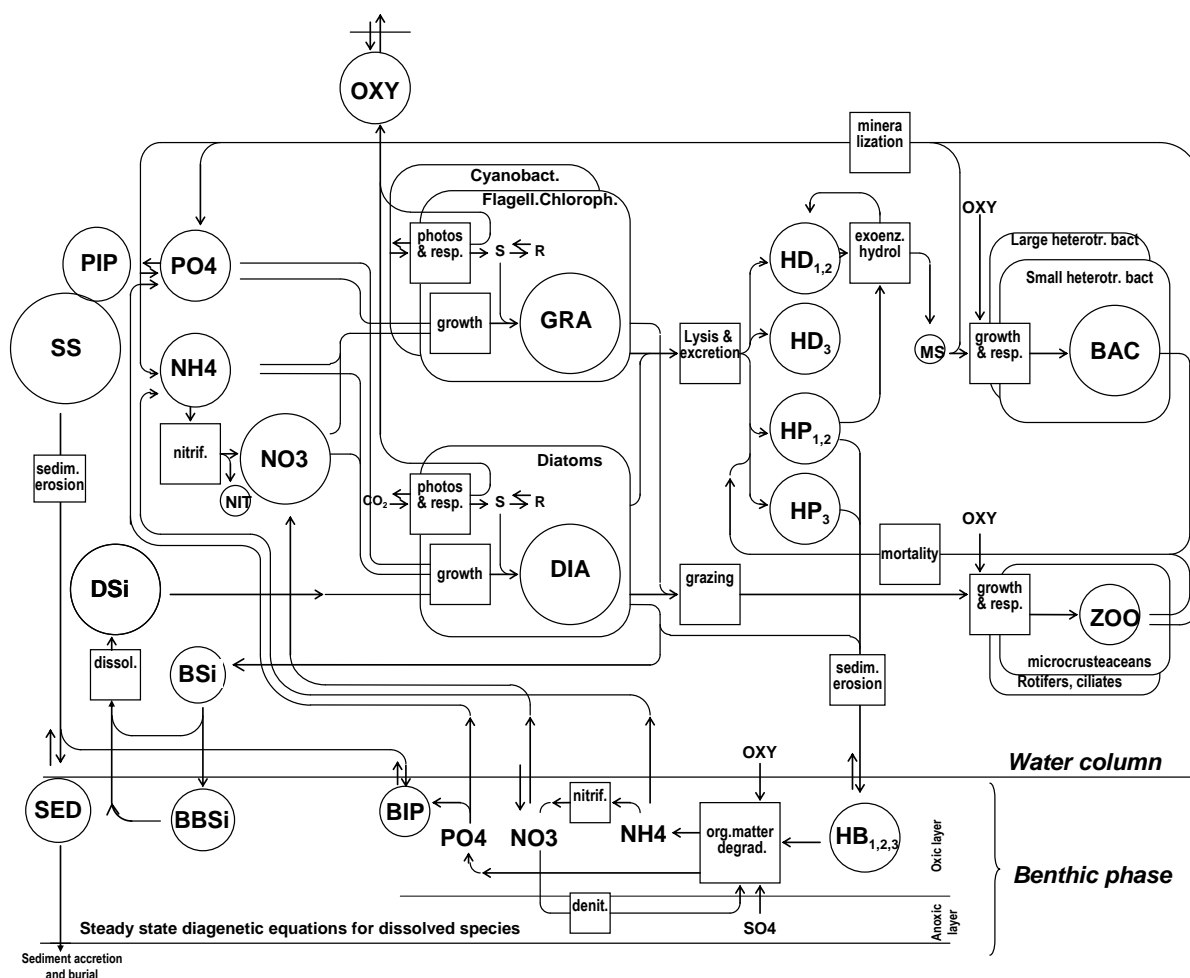 OXY
minera
lization
Cyanobact.
Flagell.Chloroph.
OXY
photos
& resp.
S
R
HD1,2
exoenz.
hydrol
Large heterotr. bact
Small heterotr. bact
PIP
PO4
growth
GRA
SS
Lysis &
excretion
HD3
MS
growth
& resp.
BAC
NH4
HP1,2
nitrif.
NO3
NIT
sedim.
erosion
Diatoms
CO2
photos
& resp.
S
R
HP3
OXY
mortality
DSi
growth
DIA
grazing
growth
& resp.
ZOO
dissol.
BSi
sedim.
erosion
microcrusteaceans
Rotifers, ciliates
OXY
Water column
SED
BBSi
BIP
PO4
NO3
nitrif.
NH4
org.matter
degrad.
HB1,2,3
Oxic layer
Benthic phase
denit.
SO4
Anoxic
layer
Steady state diagenetic equations for dissolved species
Sediment accretion
and burial